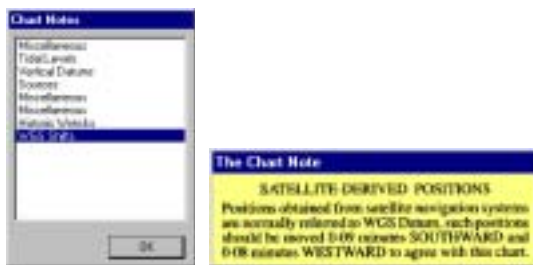 Chart Notes
Miscellaneous
Tidal Levels
Vertical Datums
Sources
Miscellaneous
Miscellaneous
Historic Wrecks
WGS Shifts
OK
The Chart Note
SATELLITE-DERIVED POSITIONS
Positions obtained from satellite navigation systems
are normally referred to WGS Datum, such positions
should be moved 0·09 minutes SOUTHWARD and
0·08 minutes WESTWARD to agree with this chart.